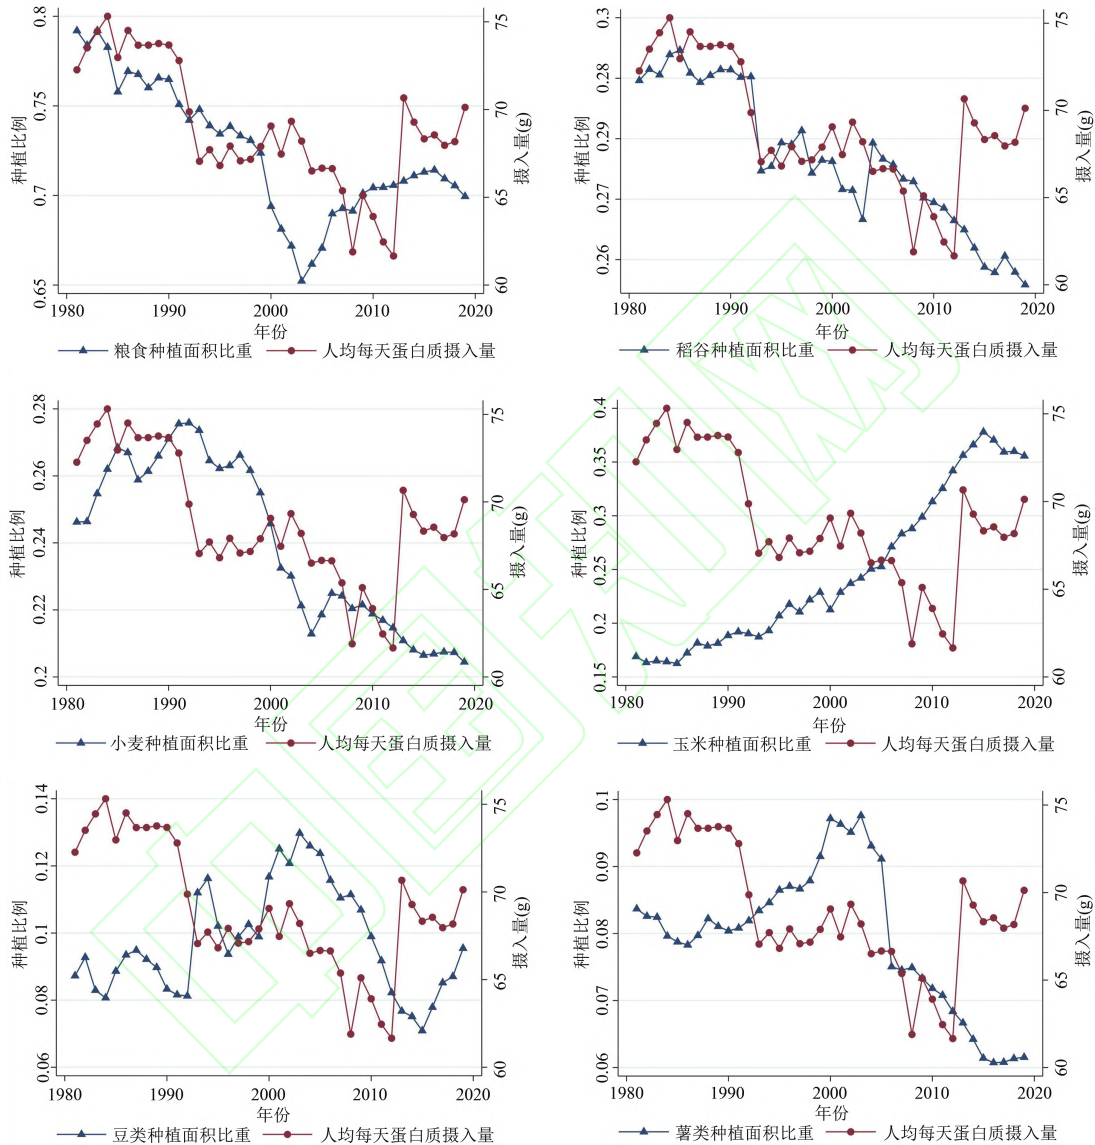 0.8
0.75
0.7
0.65
种植比例
75
70
65
60
摄入量(g)
1980 1990 2000 2010 2020
年份
粮食种植面积比重 人均每天蛋白质摄入量
0.3
0.28
0.29
0.27
0.26
种植比例
75
70
65
60
摄入量(g)
1980 1990 2000 2010 2020
年份
稻谷种植面积比重 人均每天蛋白质摄入量
0.28
0.26
0.24
0.22
0.2
种植比例
75
70
65
60
摄入量(g)
1980 1990 2000 2010 2020
年份
小麦种植面积比重 人均每天蛋白质摄入量
0.4
0.35
0.3
0.25
0.2
0.15
种植比例
75
70
65
60
摄入量(g)
1980 1990 2000 2010 2020
年份
玉米种植面积比重 人均每天蛋白质摄入量
0.14
0.12
0.1
0.08
0.06
种植比例
75
70
65
60
摄入量(g)
1980 1990 2000 2010 2020
年份
豆类种植面积比重 人均每天蛋白质摄入量
0.1
0.09
0.08
0.07
0.06
种植比例
75
70
65
60
摄入量(g)
1980 1990 2000 2010 2020
年份
薯类种植面积比重 人均每天蛋白质摄入量